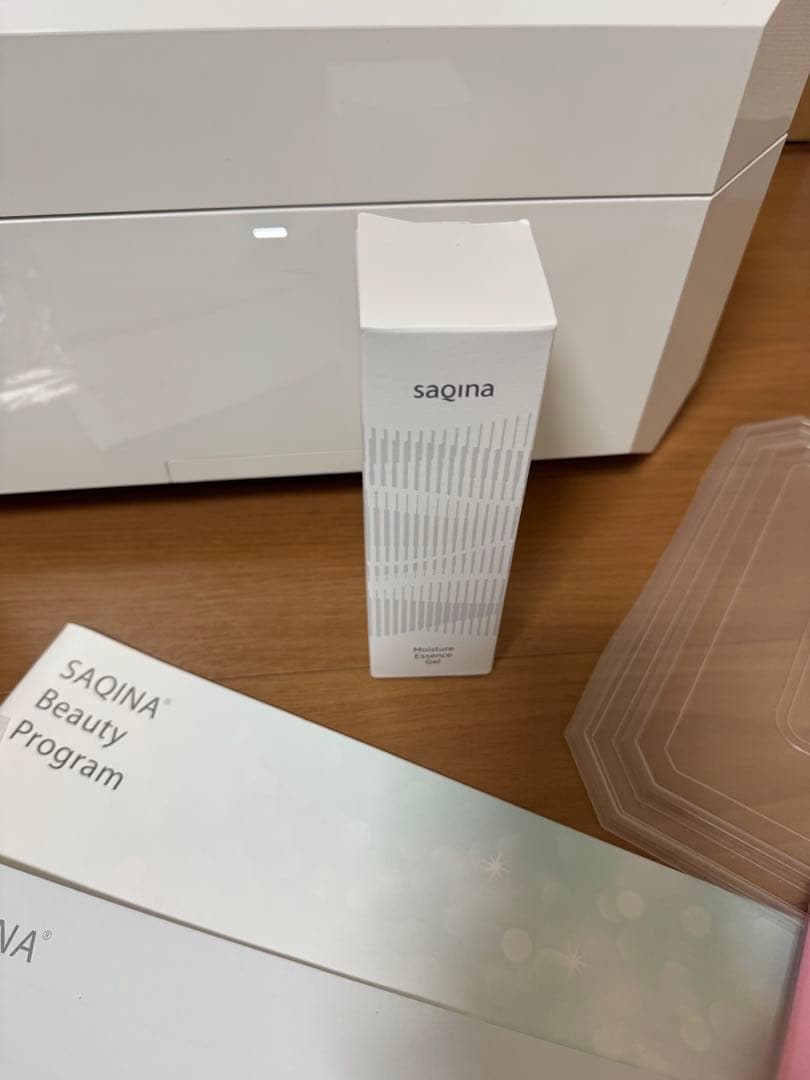 saqina
Moisture
Essence
Gel
SAQINA®
Beauty
Program
NA®